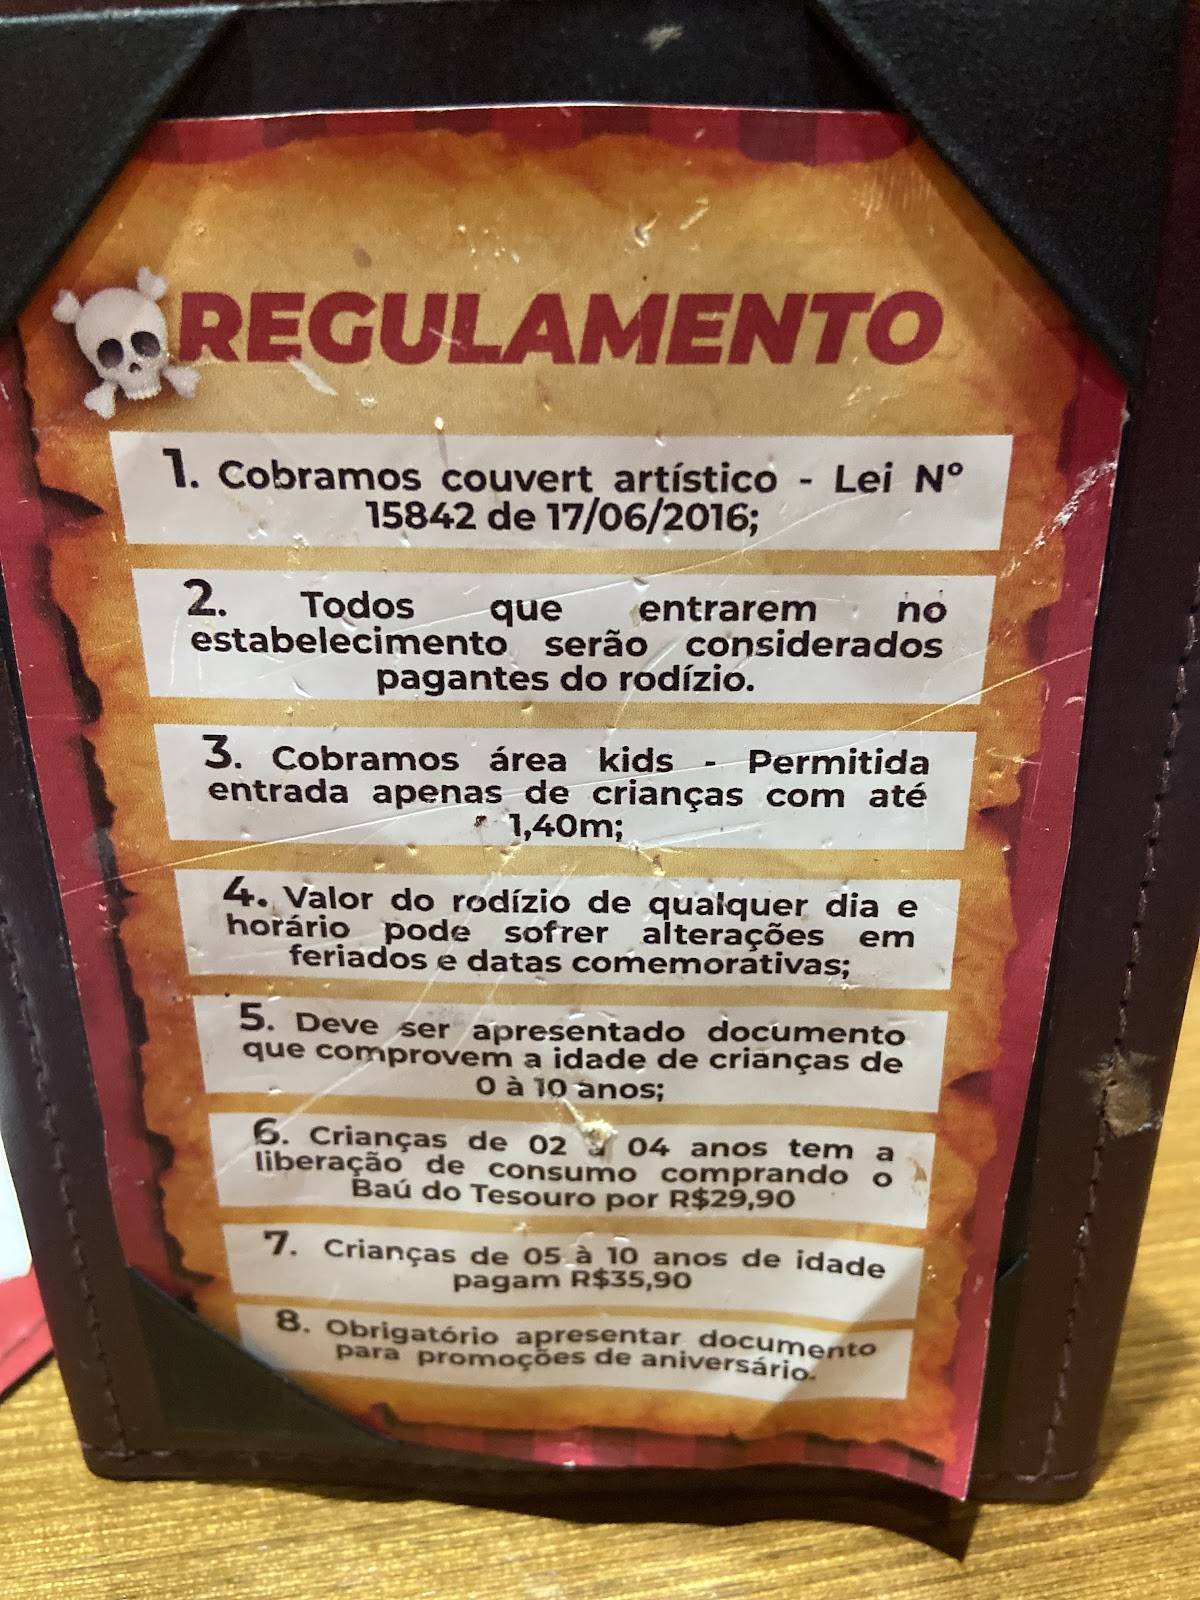 REGULAMENTO
1. Cobramos couvert artístico - Lei Nº
15842 de 17/06/2016;
2. Todos que entrarem no
estabelecimento serão considerados
pagantes do rodízio.
3. Cobramos área kids - Permitida
entrada apenas de crianças com até
1,40m;
4. Valor do rodízio de qualquer dia e
horário pode sofrer alterações em
feriados e datas comemorativas;
5. Deve ser apresentado documento
que comprovem a idade de crianças de
0 à 10 anos;
6. Crianças de 02 à 04 anos tem a
liberação de consumo comprando o
Baú do Tesouro por R$29,90
7. Crianças de 05 à 10 anos de idade
pagam R$35,90
8. Obrigatório apresentar documento
para promoções de aniversário.